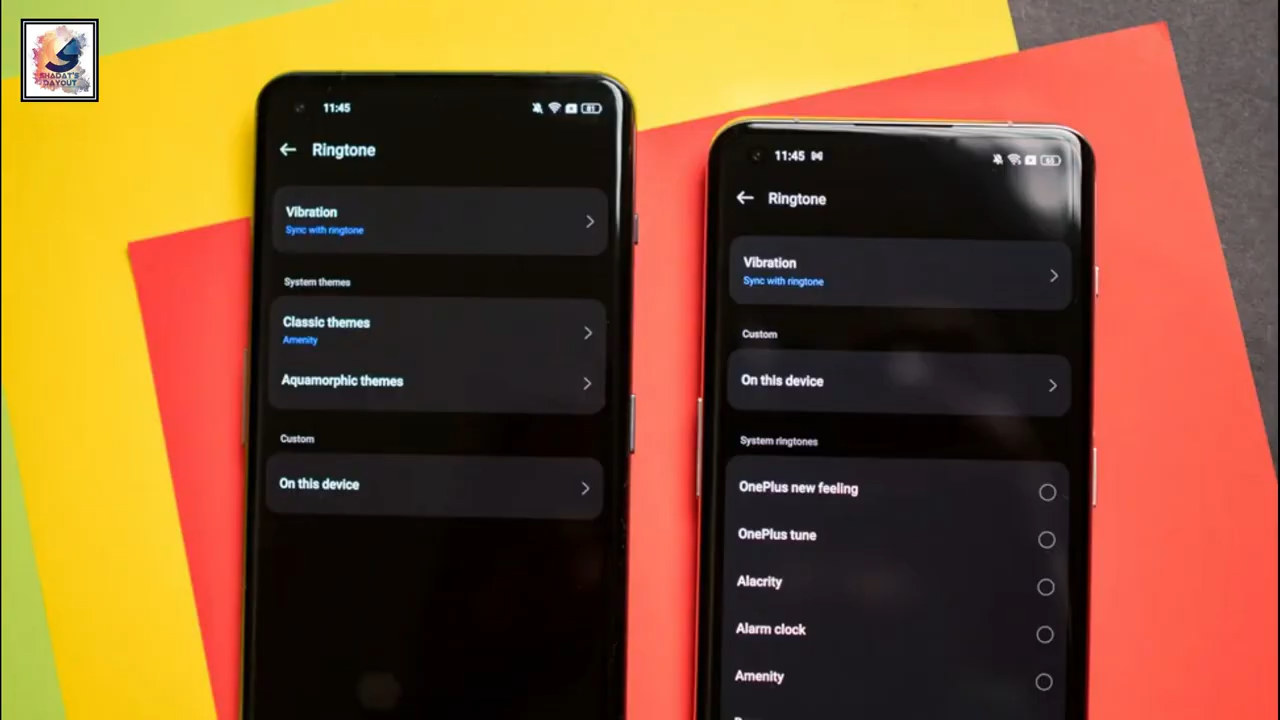 SHADAT'S
DAYOUT
11:45
81
Ringtone
Vibration
Sync with ringtone
System themes
Classic themes
Amenity
Aquamorphic themes
Custom
On this device
11:45
65
Ringtone
Vibration
Sync with ringtone
Custom
On this device
System ringtones
OnePlus new feeling
OnePlus tune
Alacrity
Alarm clock
Amenity